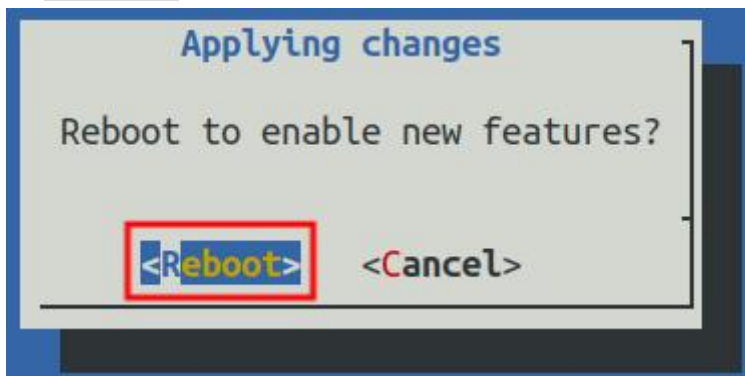 Applying changes
Reboot to enable new features?
<Reboot> <Cancel>